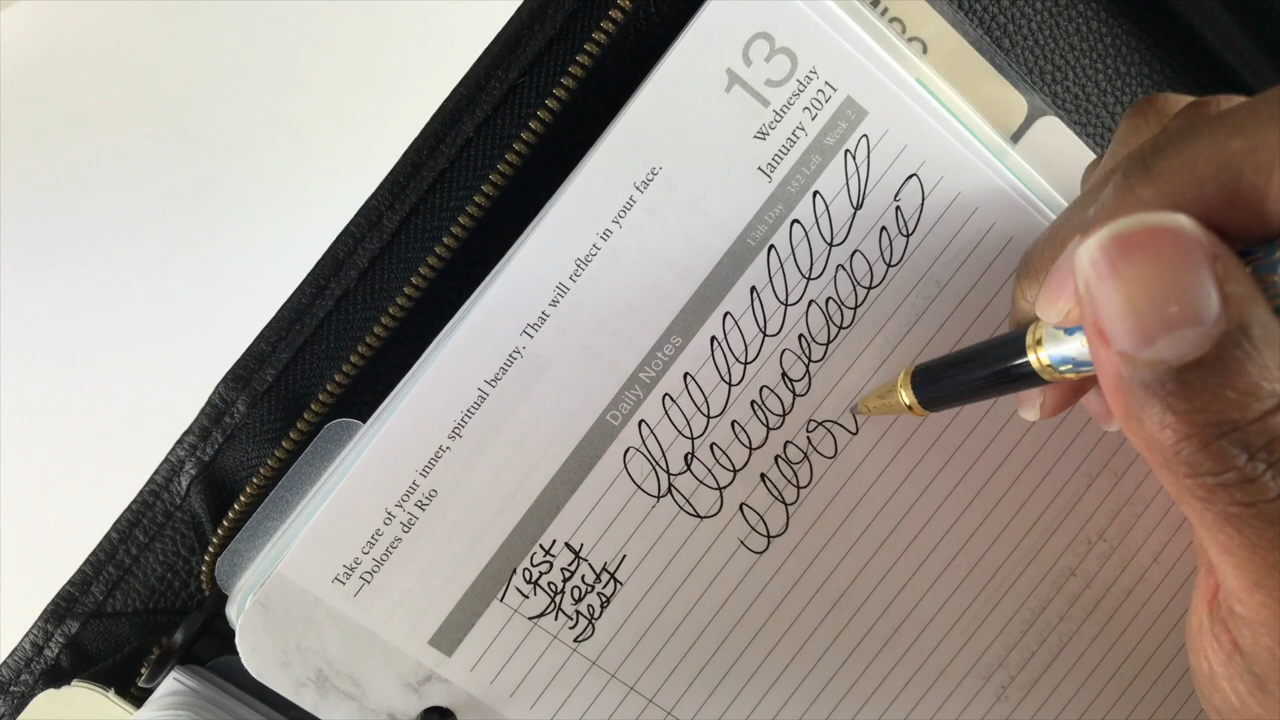 13
Wednesday
January 2021
13th Day 352 Left Week 2
Take care of your inner, spiritual beauty. That will reflect in your face.
—Dolores del Río
Daily Notes
Test
Test
Test
Test